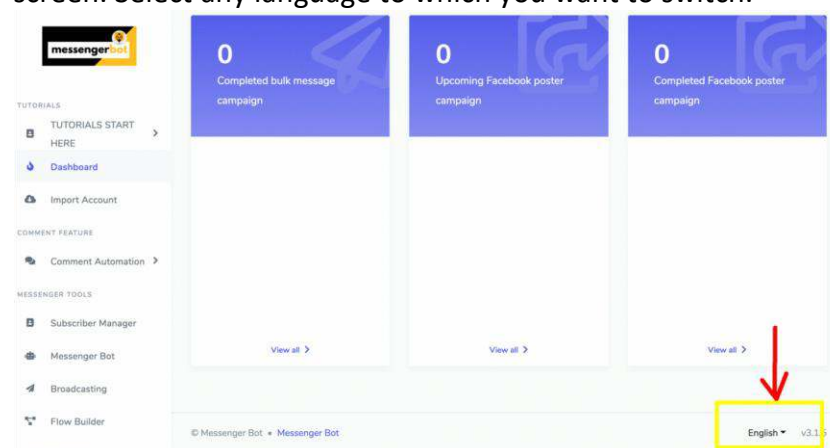 screen. Select any language to which you want to switch.
messengerbot
TUTORIALS
TUTORIALS START
HERE
Dashboard
Import Account
COMMENT FEATURE
Comment Automation
MESSENGER TOOLS
Subscriber Manager
Messenger Bot
Broadcasting
Flow Builder
0
Completed bulk message
campaign
View all
0
Upcoming Facebook poster
campaign
View all
0
Completed Facebook poster
campaign
View all
© Messenger Bot • Messenger Bot
English